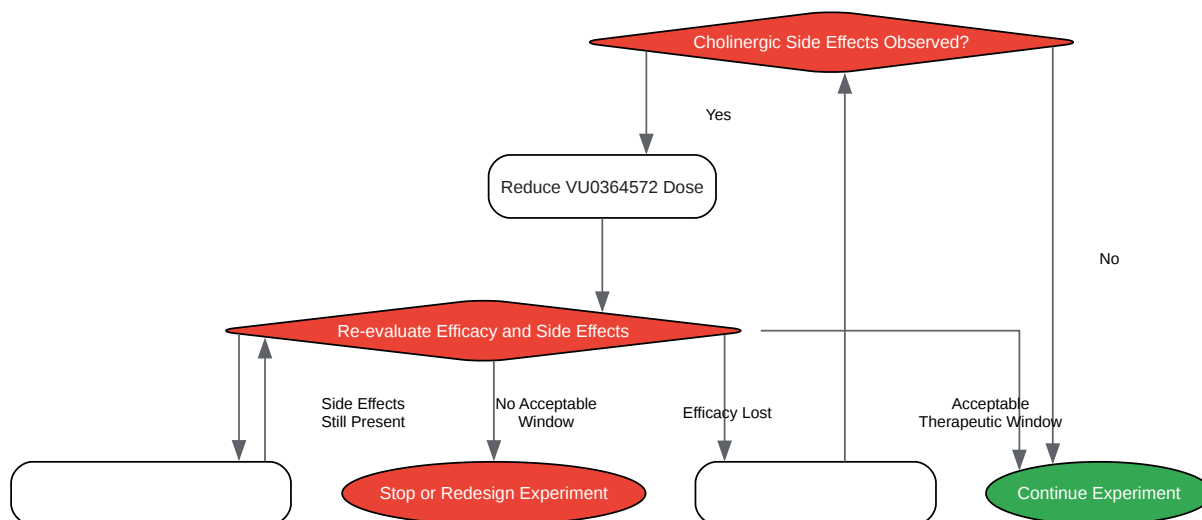 Cholinergic Side Effects Observed?
Yes
Reduce VU0364572 Dose
No
Re-evaluate Efficacy and Side Effects
Side Effects
Still Present
No Acceptable
Window
Efficacy Lost
Acceptable
Therapeutic Window
Stop or Redesign Experiment
Continue Experiment